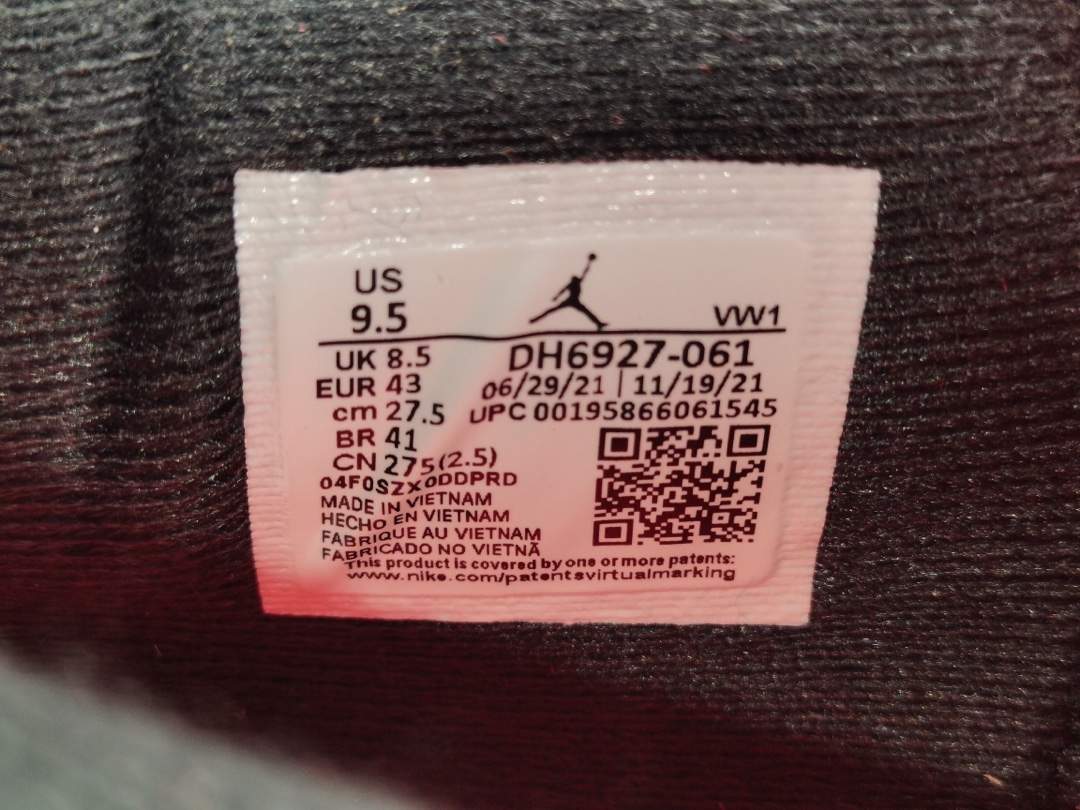 US
9.5
VW1
UK 8.5
DH6927-061
EUR 43
06/29/21 | 11/19/21
cm 27.5
UPC 00195866061545
BR 41
CN 275(2.5)
04F0SZX0DDPRD
MADE IN VIETNAM
HECHO EN VIETNAM
FABRIQUE AU VIETNAM
FABRICADO NO VIETNÃ
This product is covered by one or more patents:
www.nike.com/patentsvirtualmarking